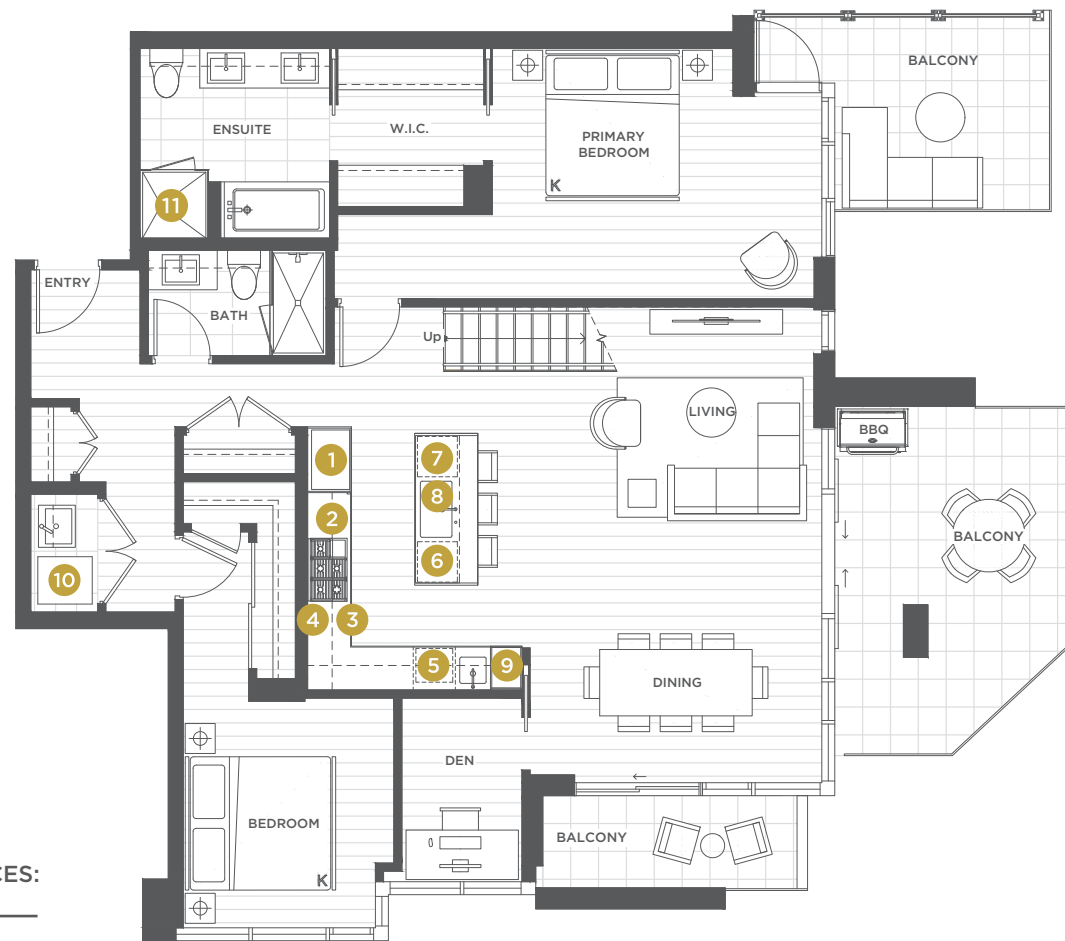 BALCONY
ENSUITE
W.I.C.
PRIMARY
BEDROOM
K
11
ENTRY
BATH
Up
LIVING
BBQ
1
7
8
2
6
BALCONY
10
4
3
5
9
DINING
DEN
BEDROOM
K
BALCONY
CES: